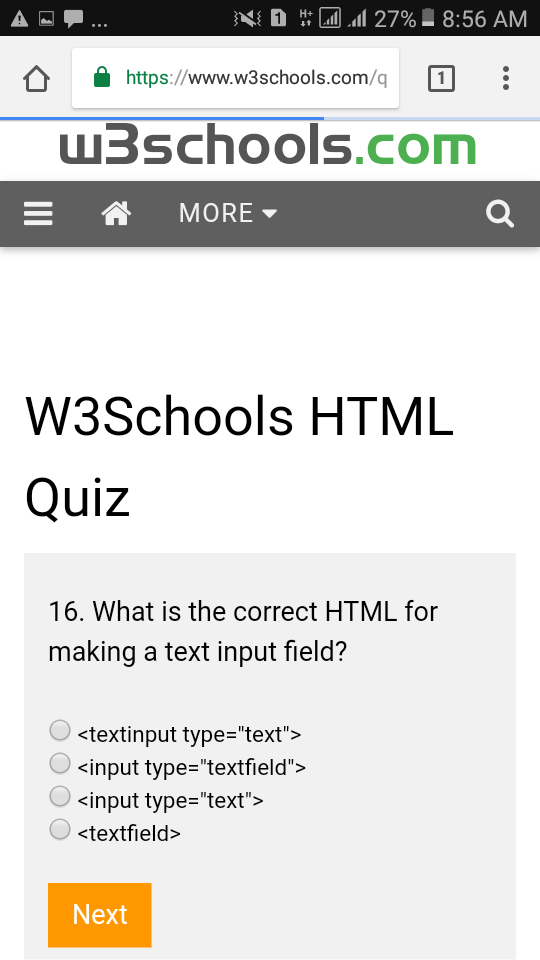 ... 1 H+ 27% 8:56 AM
https://www.w3schools.com/q 1
w3schools.com
MORE
W3Schools HTML
Quiz
16. What is the correct HTML for
making a text input field?
<textinput type="text">
<input type="textfield">
<input type="text">
<textfield>
Next